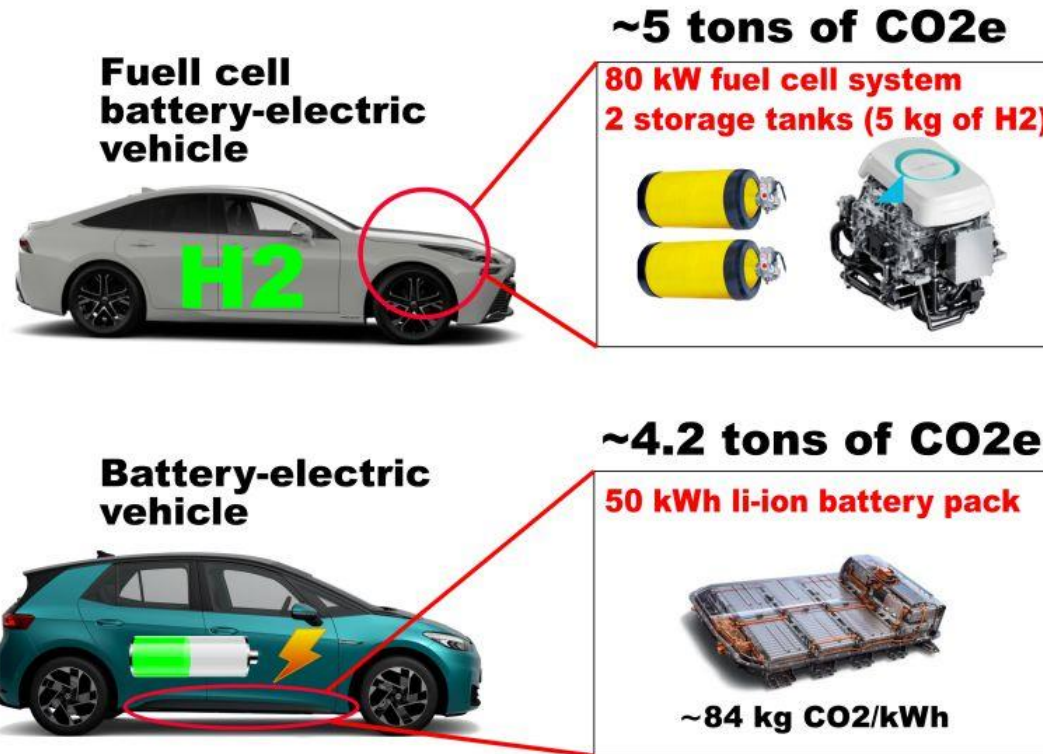 ~5 tons of CO2e
Fuell cell
battery-electric
vehicle
80 kW fuel cell system
2 storage tanks (5 kg of H2)
H2
~4.2 tons of CO2e
Battery-electric
vehicle
50 kWh li-ion battery pack
~84 kg CO2/kWh